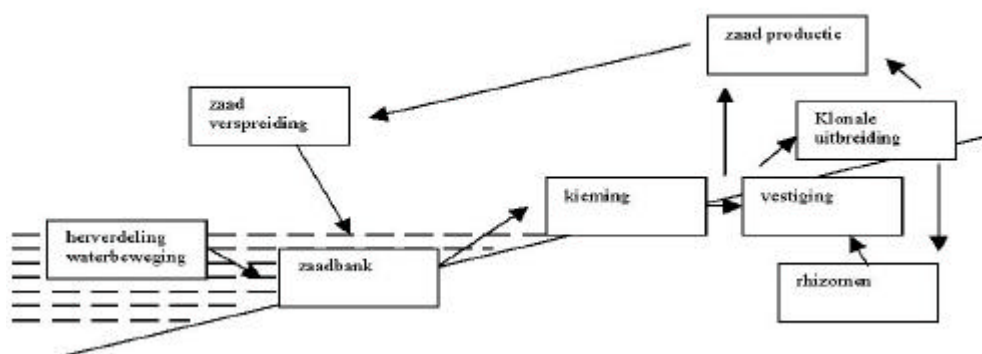 zaad productie
zaad
verspreiding
Klonale
uitbreiding
kieming
vestiging
herverdeling
waterbeweging
zaadbank
rhizomen